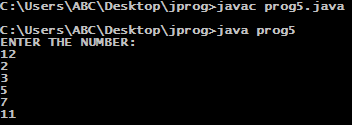 C:\Users\ABC\Desktop\jprog>javac prog5.java
C:\Users\ABC\Desktop\jprog>java prog5
ENTER THE NUMBER:
12
2
3
5
7
11